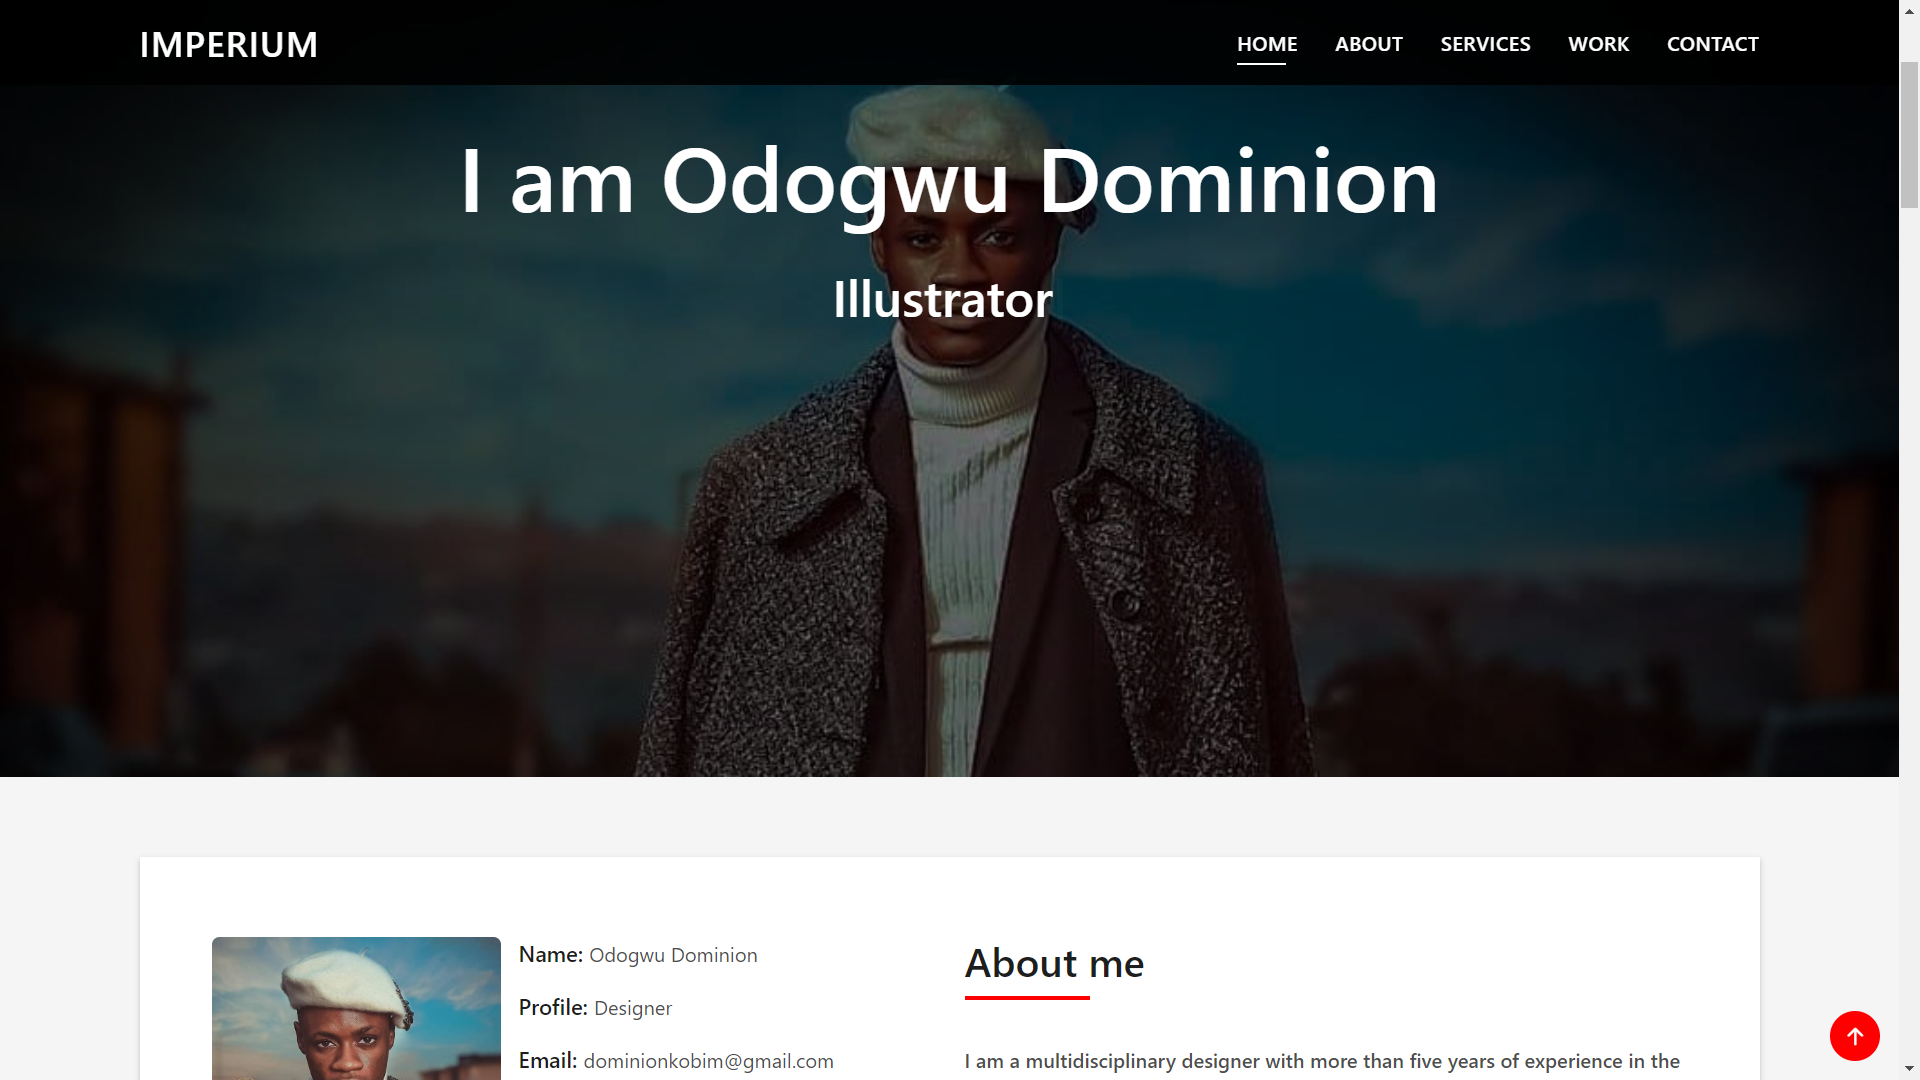 IMPERIUM
HOME ABOUT SERVICES WORK CONTACT
I am Odogwu Dominion
Illustrator
Name: Odogwu Dominion
Profile: Designer
Email: dominionkobim@gmail.com
About me
I am a multidisciplinary designer with more than five years of experience in the